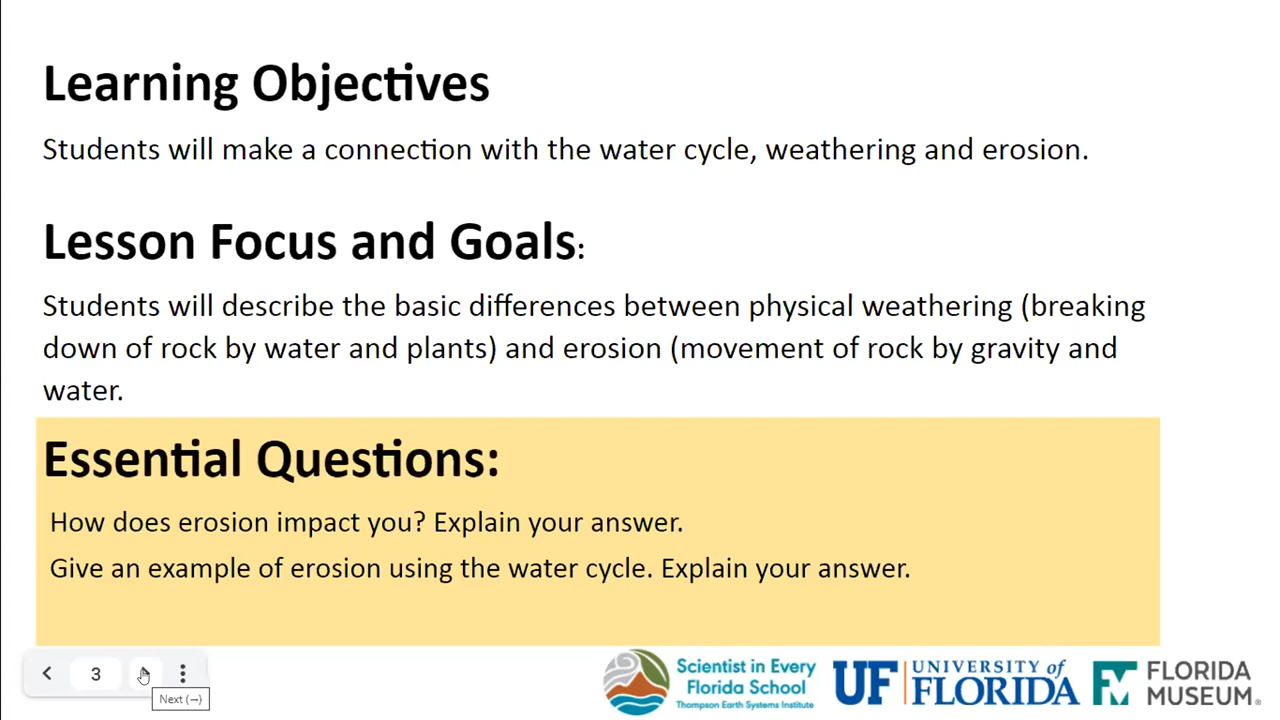 Learning Objectives
Students will make a connection with the water cycle, weathering and erosion.
Lesson Focus and Goals:
Students will describe the basic differences between physical weathering (breaking
down of rock by water and plants) and erosion (movement of rock by gravity and
water.
Essential Questions:
How does erosion impact you? Explain your answer.
Give an example of erosion using the water cycle. Explain your answer.
3
Next (→)
Scientist in Every
Florida School
Thompson Earth Systems Institute
UF UNIVERSITY of
FLORIDA
FLORIDA
MUSEUM®